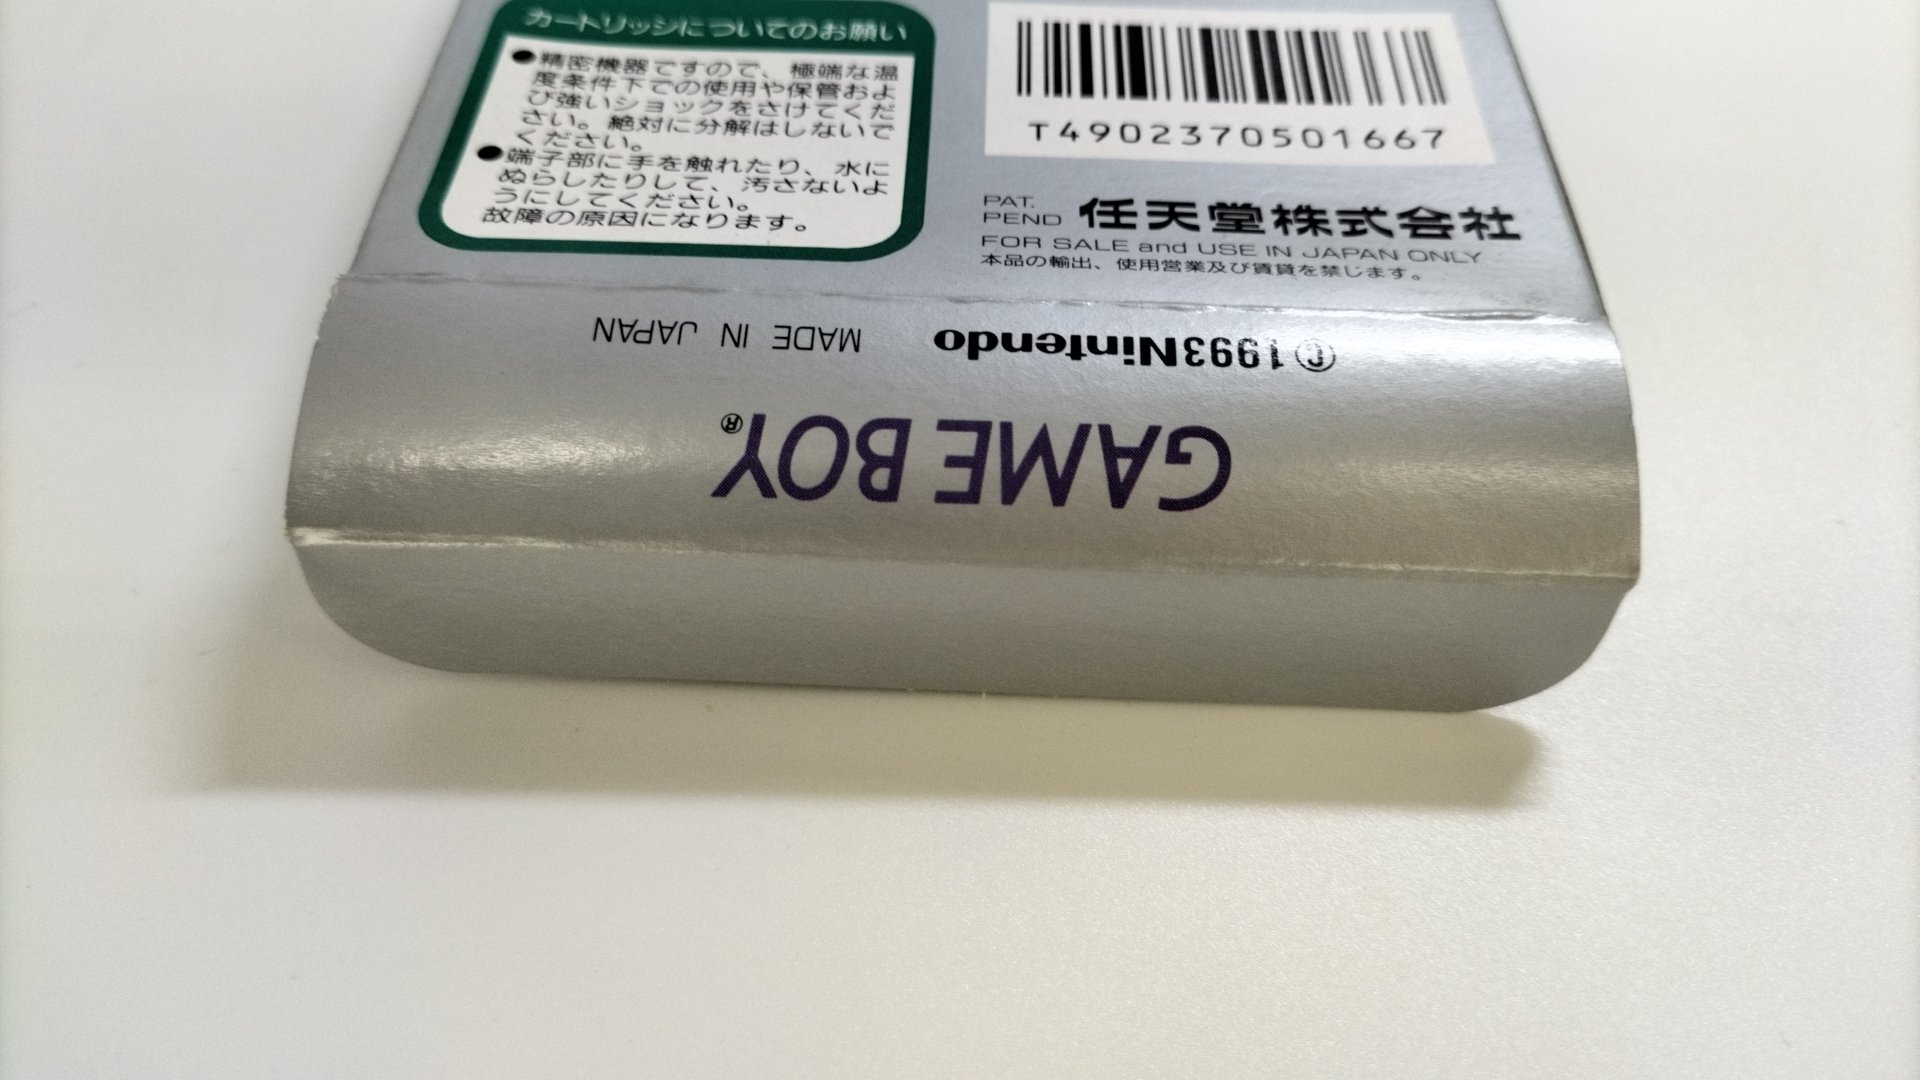 カートリッジについてのお願い
●精密機器ですので、極端な温
度条件下での使用や保管およ
び強いショックをさけてくだ
さい。絶対に分解はしないで
ください。
●端子部に手を触れたり、水に
ぬらしたりして、汚さないよ
うにしてください。
故障の原因になります。
T4902370501667
PAT.
PEND 任天堂株式会社
FOR SALE and USE IN JAPAN ONLY
本品の輸出、使用営業及び賃貸を禁じます。
©1993Nintendo MADE IN JAPAN
GAME BOY®